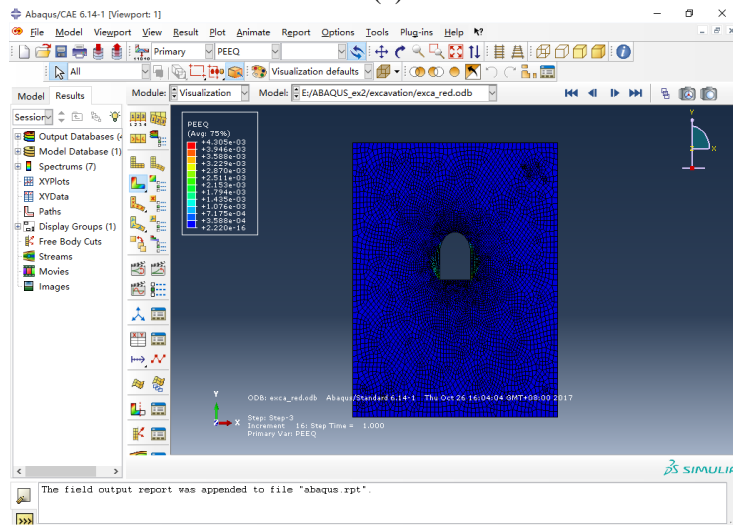 Abaqus/CAE 6.14-1 [Viewport: 1]
File Model Viewport View Result Plot Animate Report Options Tools Plug-ins Help
Primary PEEQ
All Visualization defaults
Model Results Module: Visualization Model: E:/ABAQUS_ex2/excavation/exca_red.odb
Session
Output Databases (4
Model Database (1)
Spectrums (7)
XYPlots
XYData
Paths
Display Groups (1)
Free Body Cuts
Streams
Movies
Images
PEEQ
(Avg: 75%)
+4.305e-03
+3.946e-03
+3.588e-03
+3.229e-03
+2.870e-03
+2.511e-03
+2.153e-03
+1.794e-03
+1.435e-03
+1.076e-03
+7.175e-04
+3.588e-04
+2.220e-16
Y
X
Y
X
ODB: exca_red.odb Abaqus/Standard 6.14-1 Thu Oct 26 16:04:04 GMT+08:00 2017
Step: Step-3
Increment 16: Step Time = 1.000
Primary Var: PEEQ
SIMULIA
The field output report was appended to file "abaqus.rpt".
>>>